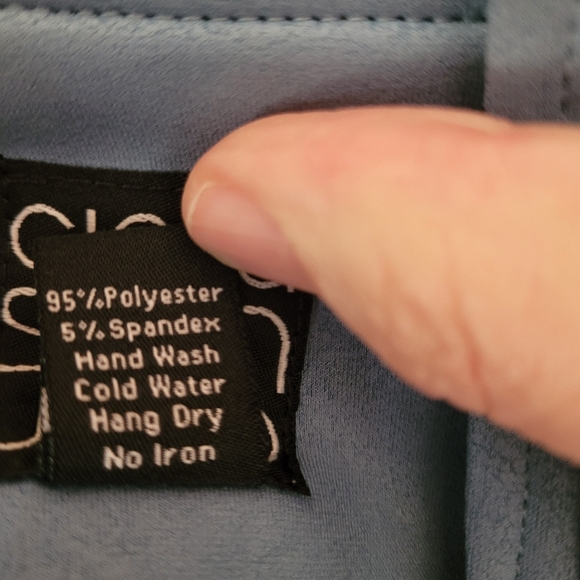 95%Polyester
5%Spandex
Hand Wash
Cold Water
Hang Dry
No Iron